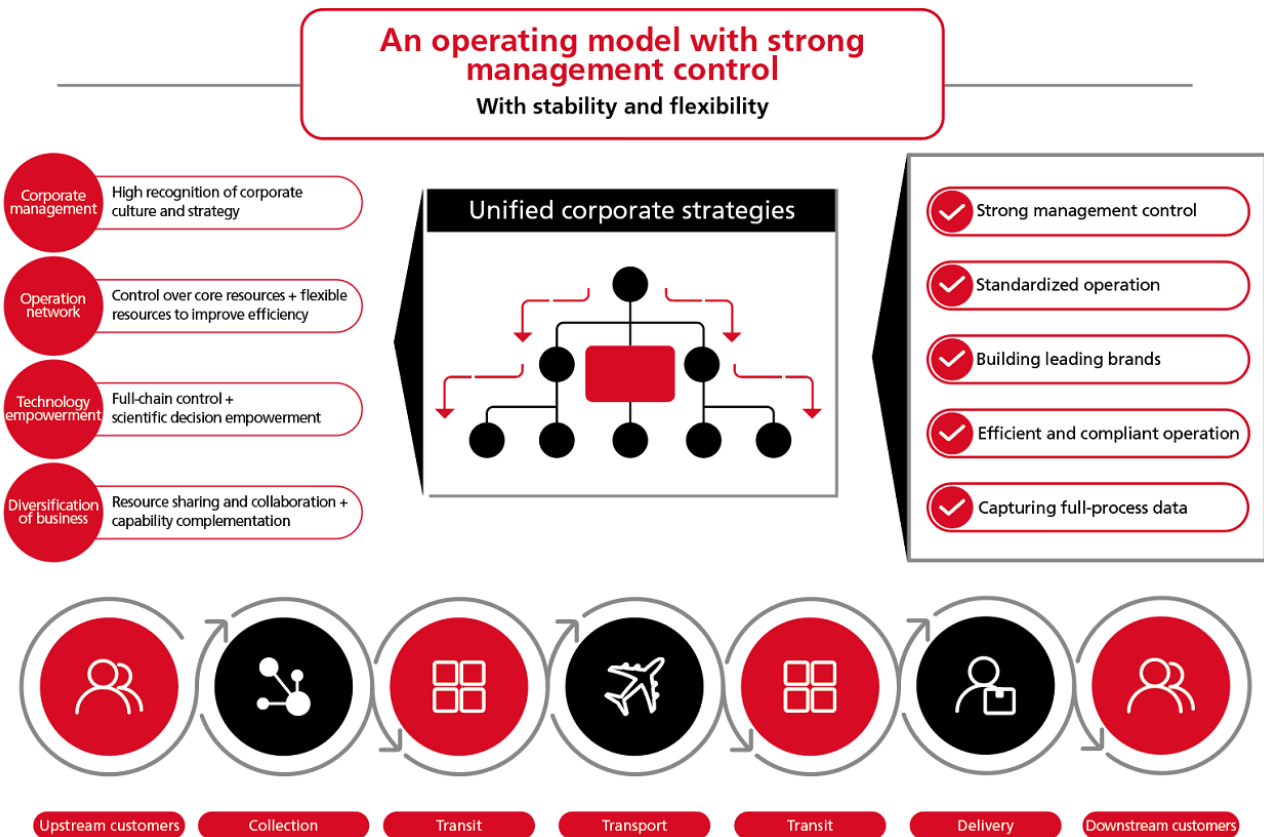 An operating model with strong
management control
With stability and flexibility
Corporate
management
High recognition of corporate
culture and strategy
Operation
network
Control over core resources + flexible
resources to improve efficiency
Technology
empowerment
Full-chain control +
scientific decision empowerment
Diversification
of business
Resource sharing and collaboration +
capability complementation
Unified corporate strategies
Strong management control
Standardized operation
Building leading brands
Efficient and compliant operation
Capturing full-process data
Upstream customers
Collection
Transit
Transport
Transit
Delivery
Downstream customers